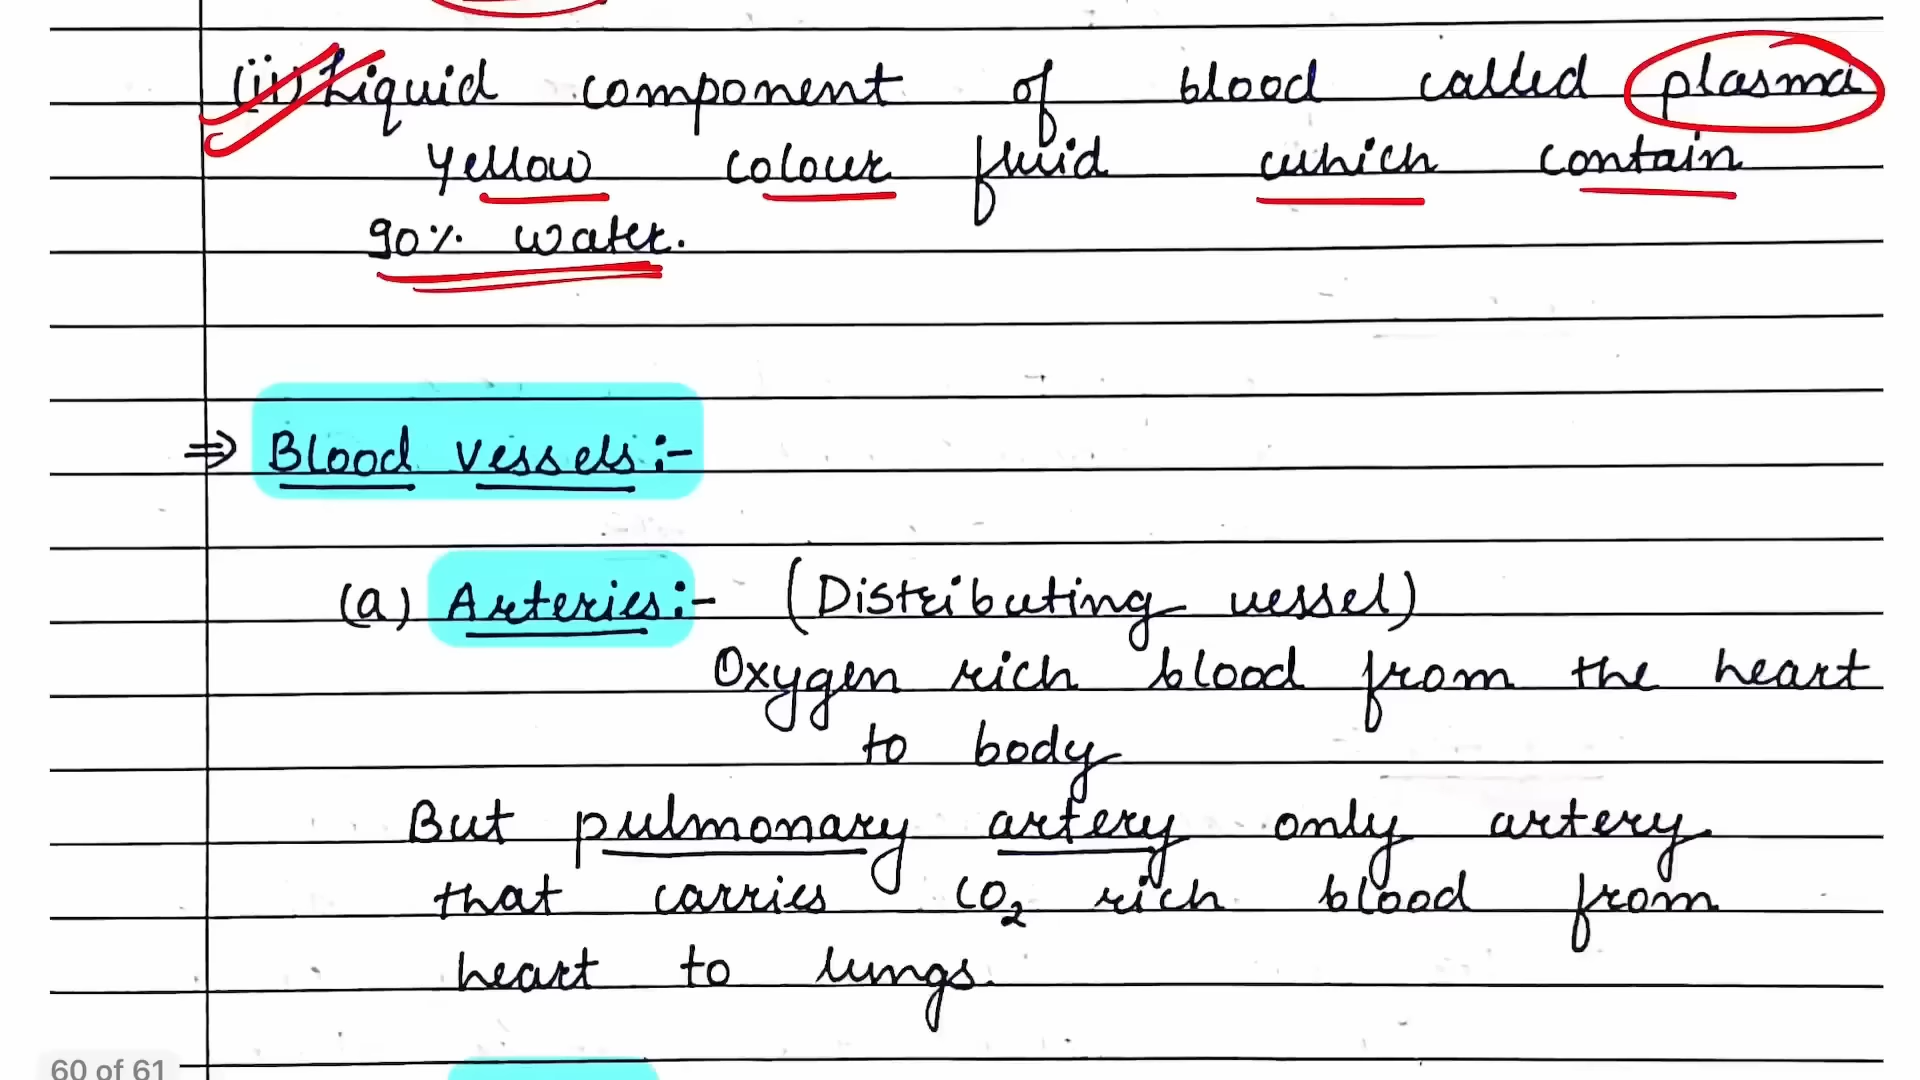 (ii) Liquid component of blood called plasma
Yellow colour fluid which contain
90% water.
⇒ Blood vessels:-
(a) Arteries:- (Distributing vessel)
Oxygen rich blood from the heart
to body
But pulmonary artery only artery
that carries CO₂ rich blood from
heart to lungs.
60 of 61